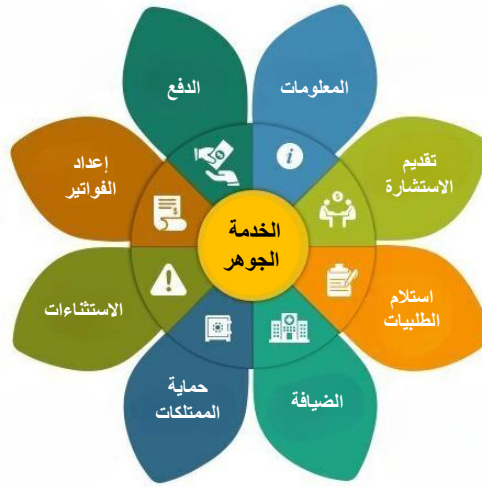 الدفع
المعلومات
إعداد
الفواتير
تقديم
الاستشارة
الخدمة
الجوهر
الاستثناءات
استلام
الطلبيات
حماية
الممتلكات
الضيافة